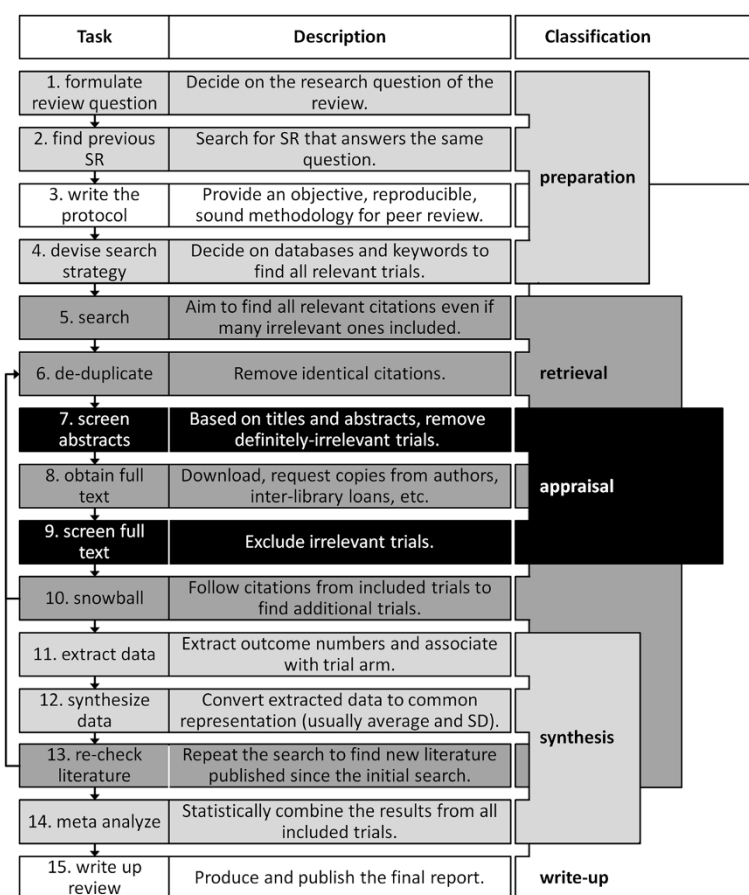 Task Description Classification
1. formulate Decide on the research question of the
review question review.
2. find previous Search for SR that answers the same
SR question.
preparation
3. write the Provide an objective, reproducible,
protocol sound methodology for peer review.
4. devise search Decide on databases and keywords to
strategy find all relevant trials.
5. search Aim to find all relevant citations even if
many irrelevant ones included.
6. de-duplicate Remove identical citations. retrieval
7. screen Based on titles and abstracts, remove
abstracts definitely-irrelevant trials.
8. obtain full Download, request copies from authors,
text inter-library loans, etc.
appraisal
9. screen full Exclude irrelevant trials.
text
10. snowball Follow citations from included trials to
find additional trials.
11. extract data Extract outcome numbers and associate
with trial arm.
12. synthesize Convert extracted data to common
data representation (usually average and SD).
synthesis
13. re-check Repeat the search to find new literature
literature published since the initial search.
14. meta analyze Statistically combine the results from all
included trials.
15. write up Produce and publish the final report. write-up
review